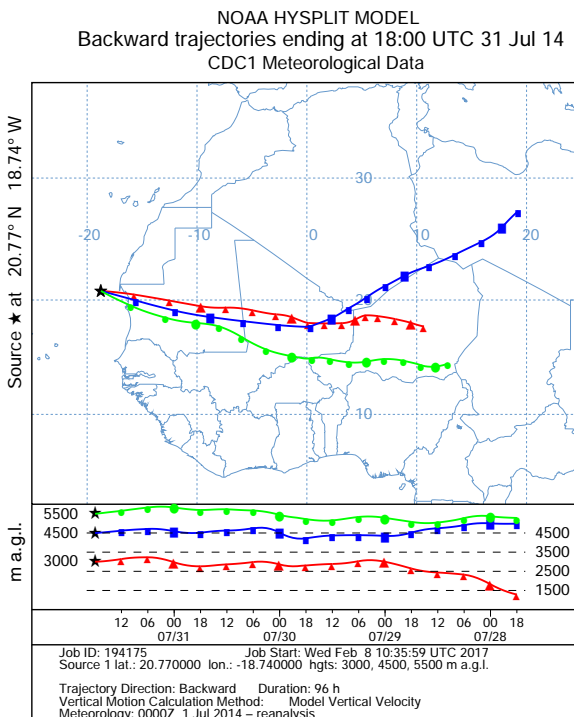 NOAA HYSPLIT MODEL
Backward trajectories ending at 18:00 UTC 31 Jul 14
CDC1 Meteorological Data
Source ★ at 20.77° N 18.74° W
30
-20 -10 0 10 20
10
m a.g.l.
5500
4500 4500
3500
3000
2500
1500
12 06 00 18 12 06 00 18 12 06 00 18 12 06 00 18
07/31 07/30 07/29 07/28
Job ID: 194175 Job Start: Wed Feb 8 10:35:59 UTC 2017
Source 1 lat.: 20.770000 lon.: -18.740000 hgts: 3000, 4500, 5500 m a.g.l.
Trajectory Direction: Backward Duration: 96 h
Vertical Motion Calculation Method: Model Vertical Velocity
Meteorology: 0000Z 1 Jul 2014 – reanalysis